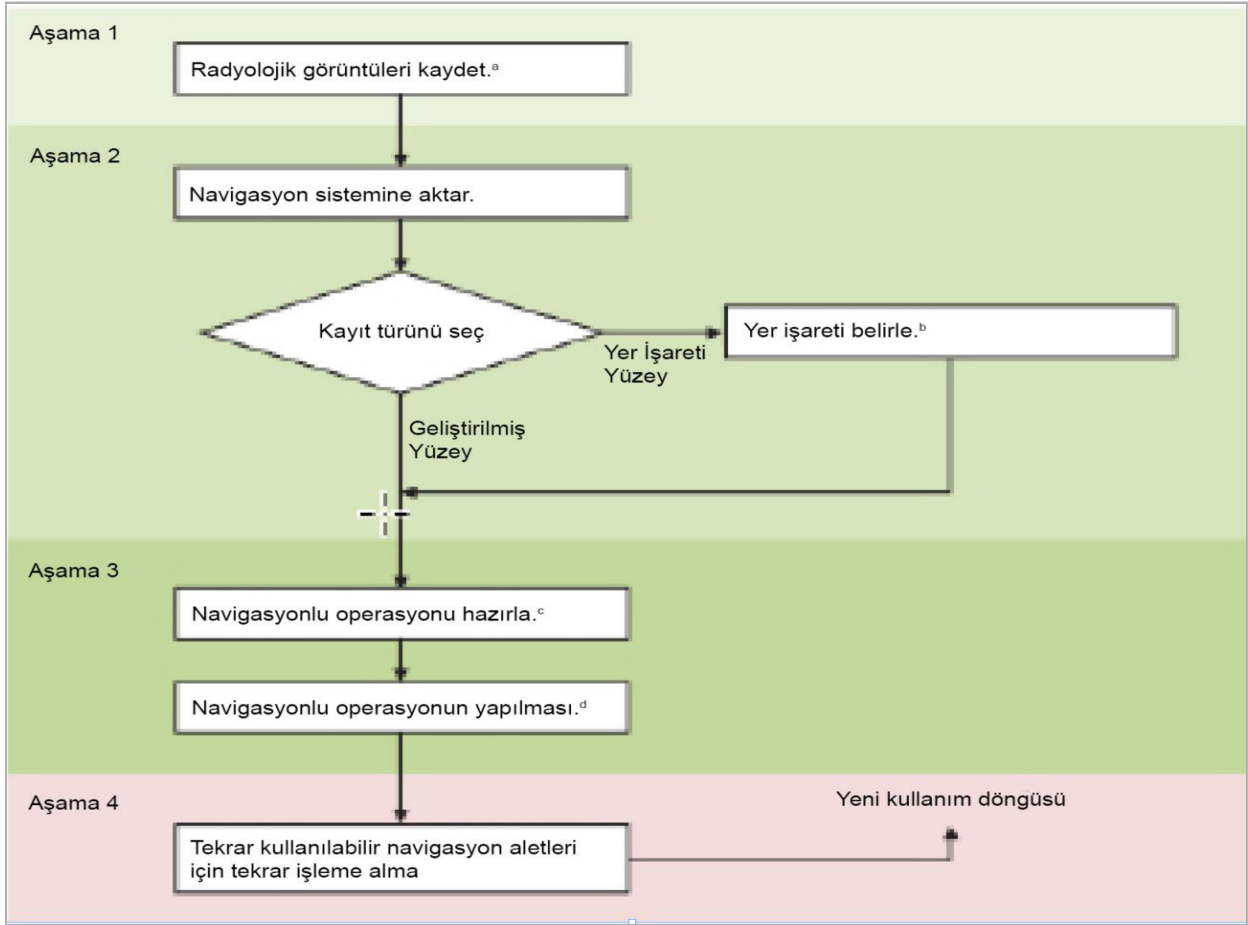 Aşama 1
Radyolojik görüntüleri kaydet.ᵃ
Aşama 2
Navigasyon sistemine aktar.
Kayıt türünü seç
Yer İşareti
Yüzey
Yer işareti belirle.ᵇ
Geliştirilmiş
Yüzey
Aşama 3
Navigasyonlu operasyonu hazırla.ᶜ
Navigasyonlu operasyonun yapılması.ᵈ
Aşama 4
Yeni kullanım döngüsü
Tekrar kullanılabilir navigasyon aletleri
için tekrar işleme alma